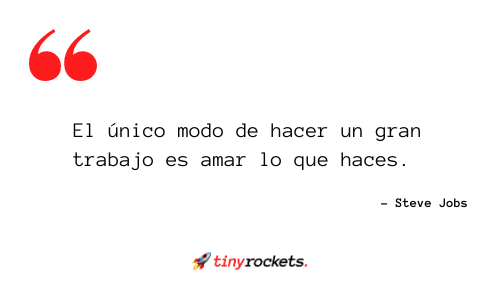 El único modo de hacer un gran
trabajo es amar lo que haces.
– Steve Jobs
tinyrockets.